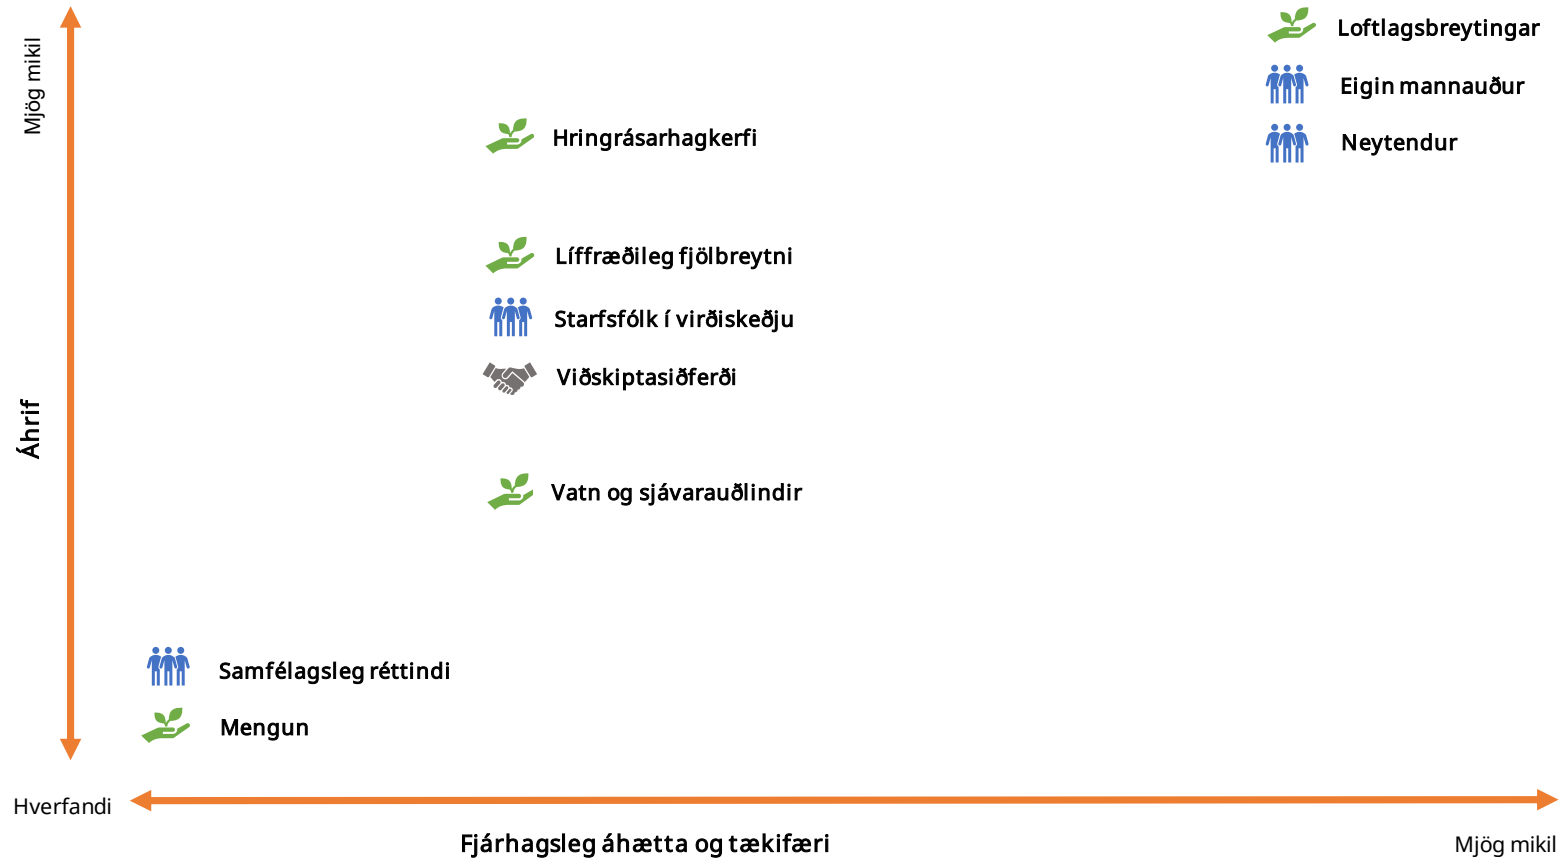 Mjög mikil
Loftlagsbreytingar
Eigin mannauður
Hringrásarhagkerfi
Neytendur
Líffræðileg fjölbreytni
Starfsfólk í virðiskeðju
Viðskiptasiðferði
Áhrif
Vatn og sjávarauðlindir
Samfélagsleg réttindi
Mengun
Hverfandi
Fjárhagsleg áhætta og tækifæri
Mjög mikil